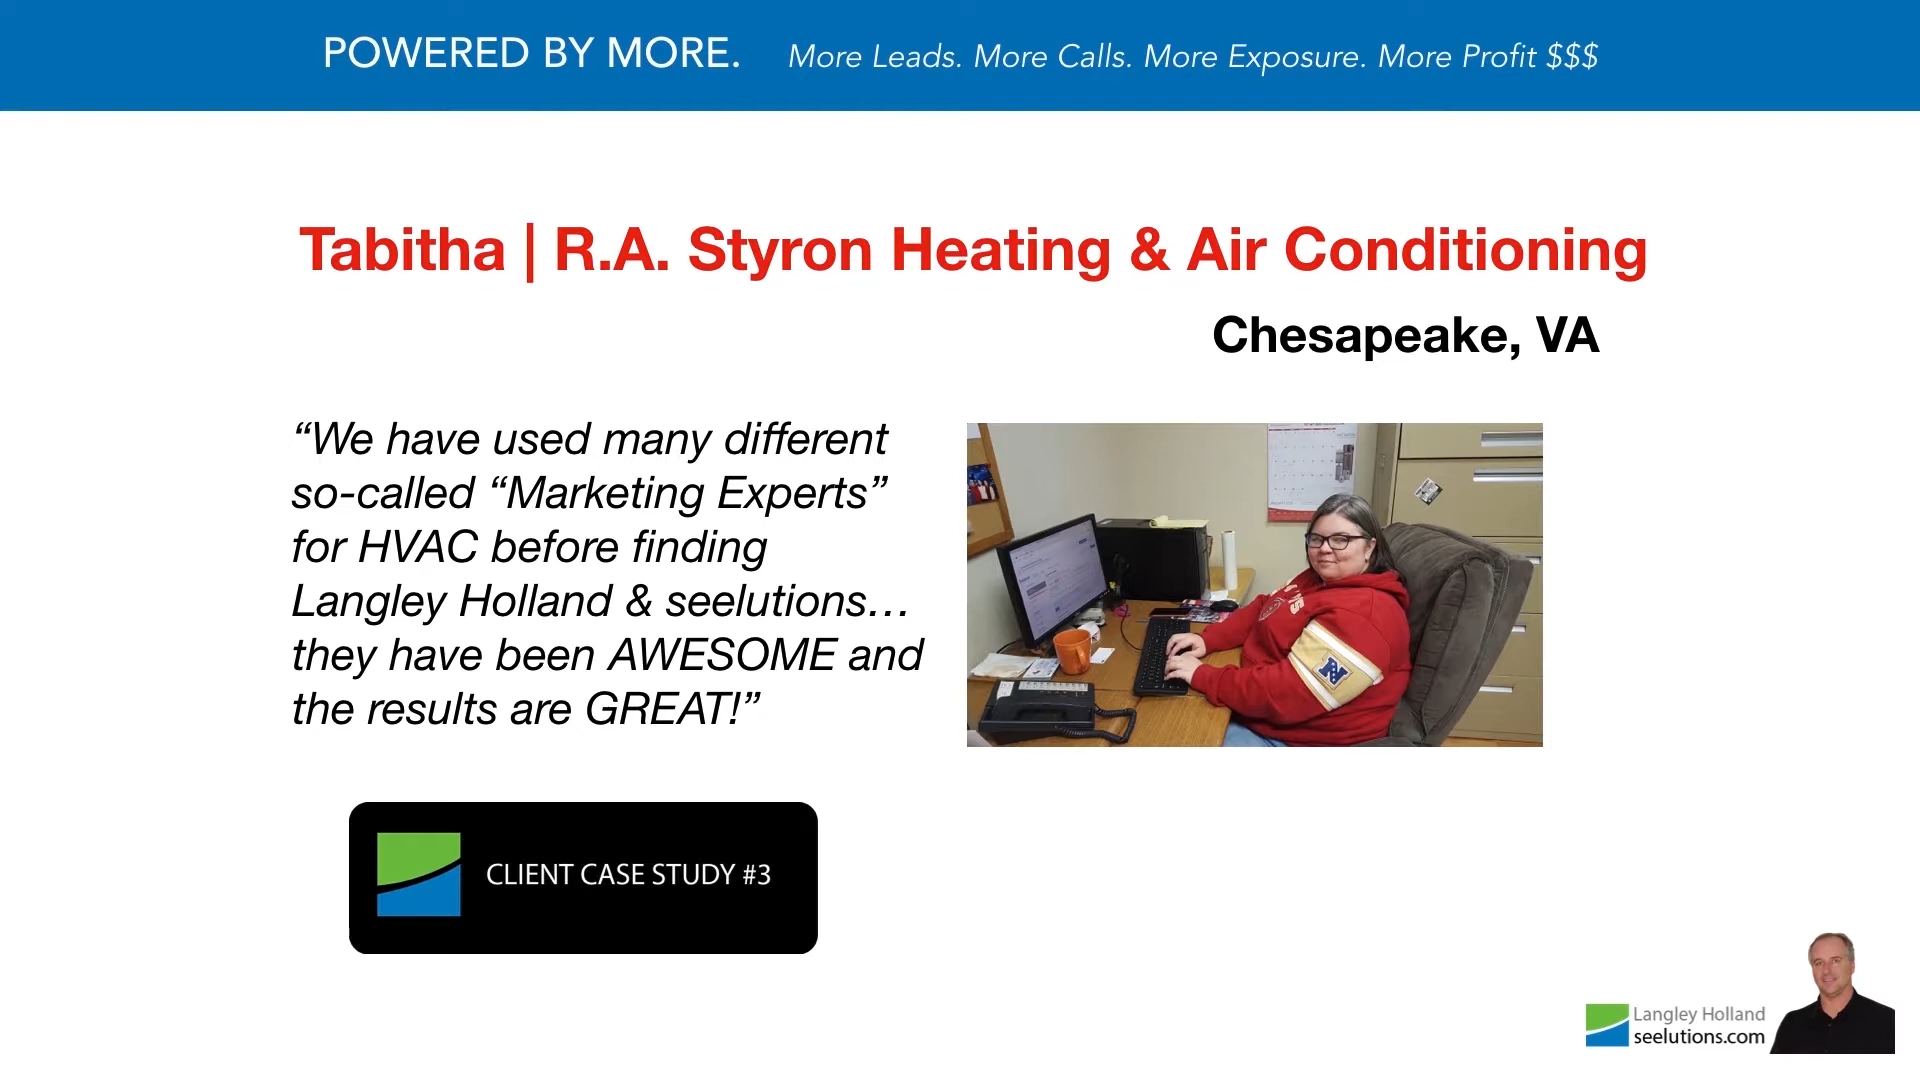 POWERED BY MORE. More Leads. More Calls. More Exposure. More Profit $$$
Tabitha | R.A. Styron Heating & Air Conditioning
Chesapeake, VA
“We have used many different
so-called “Marketing Experts”
for HVAC before finding
Langley Holland & seelutions…
they have been AWESOME and
the results are GREAT!”
N
CLIENT CASE STUDY #3
Langley Holland
seelutions.com